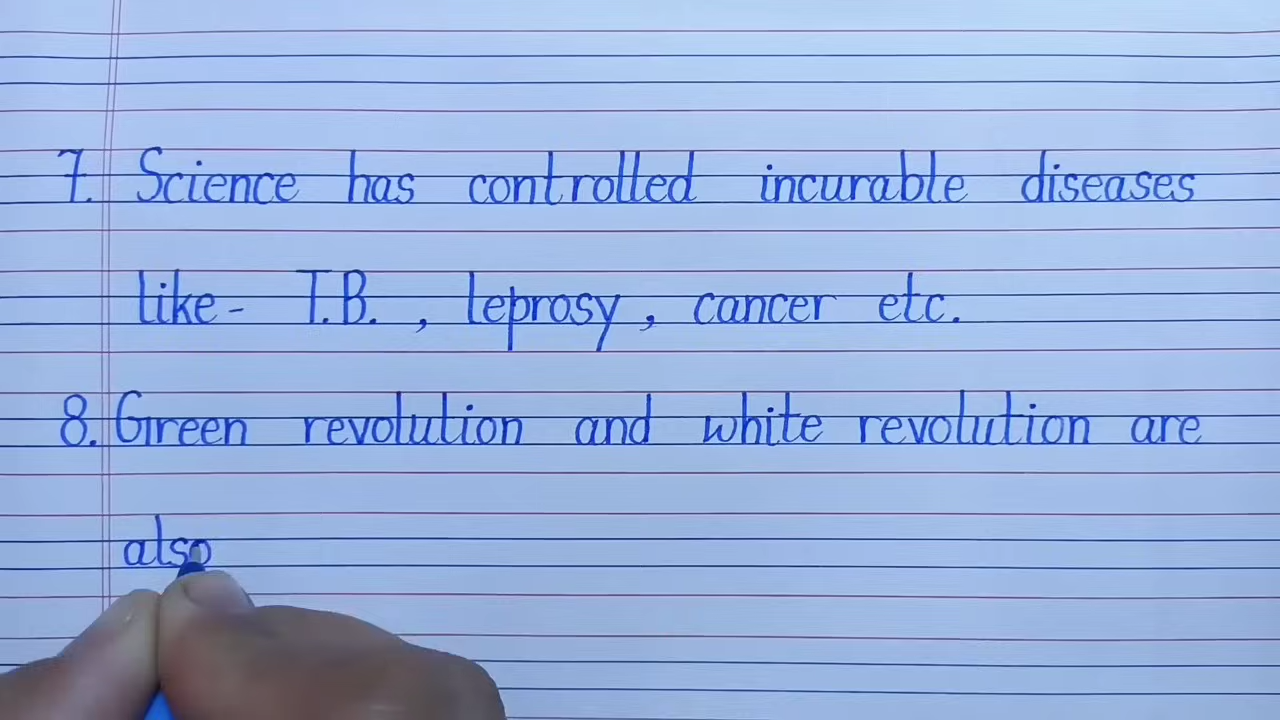 7. Science has controlled incurable diseases
like - T.B. , leprosy , cancer etc.
8. Green revolution and white revolution are
also